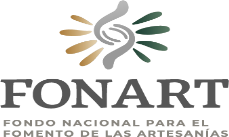 FONART
FONDO NACIONAL PARA EL
FOMENTO DE LAS ARTESANÍAS